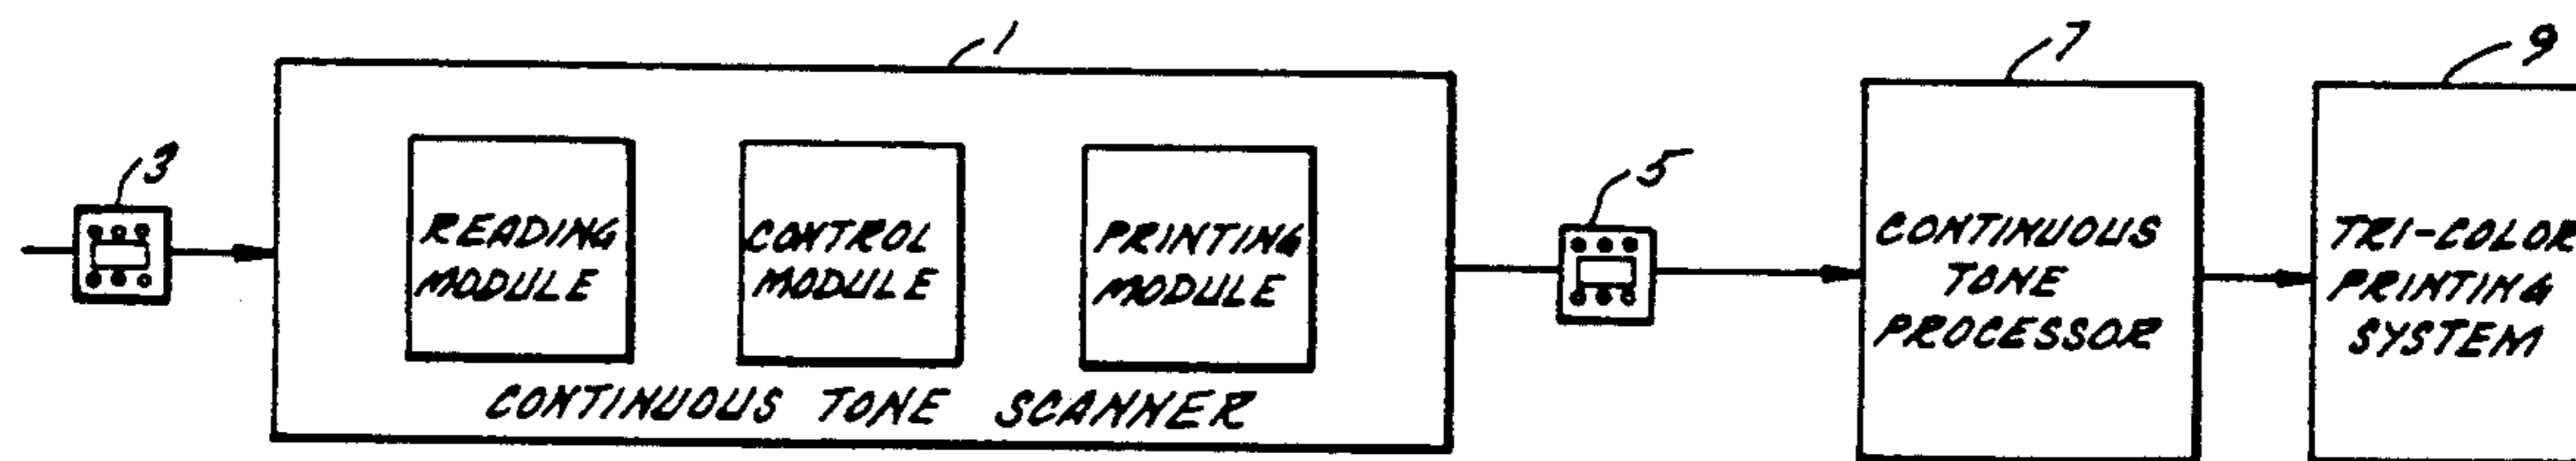 1
7
9
3
5
READING
MODULE
CONTROL
MODULE
PRINTING
MODULE
CONTINUOUS TONE SCANNER
CONTINUOUS
TONE
PROCESSOR
TRI-COLOR
PRINTING
SYSTEM